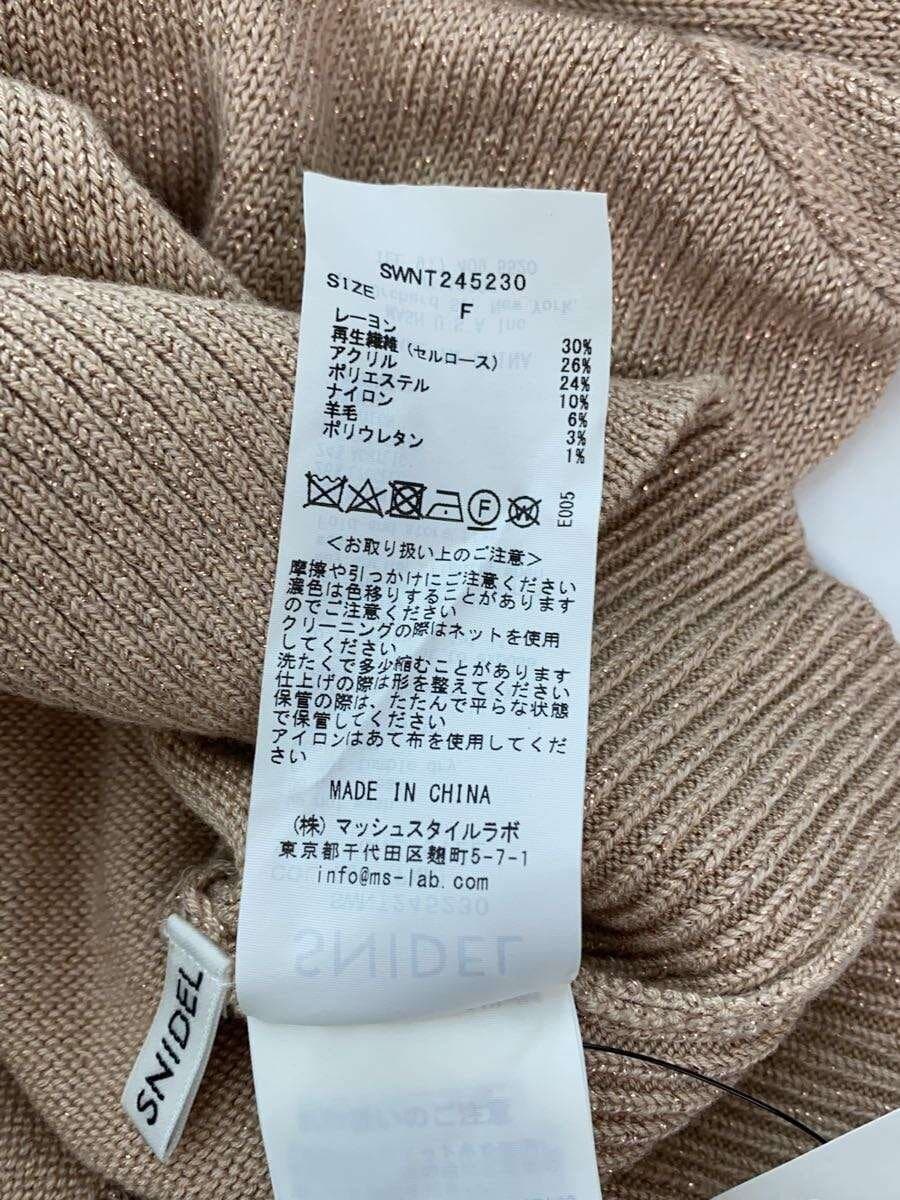 SWNT245230
SIZE F
レーヨン 30%
再生繊維(セルロース) 26%
アクリル 24%
ポリエステル 10%
ナイロン 6%
羊毛 3%
ポリウレタン 1%
F W E005
<お取り扱い上のご注意>
摩擦や引っかけにご注意ください
濃色は色移りすることがあります
のでご注意ください
クリーニングの際はネットを使用
してください
洗たくで多少縮むことがあります
仕上げの際は形を整えてください
保管の際は、たたんで平らな状態
で保管してください
アイロンはあて布を使用してくだ
さい
MADE IN CHINA
(株)マッシュスタイルラボ
東京都千代田区麹町5-7-1
info@ms-lab.com
SWNT245230
SNIDEL
SNIDEL